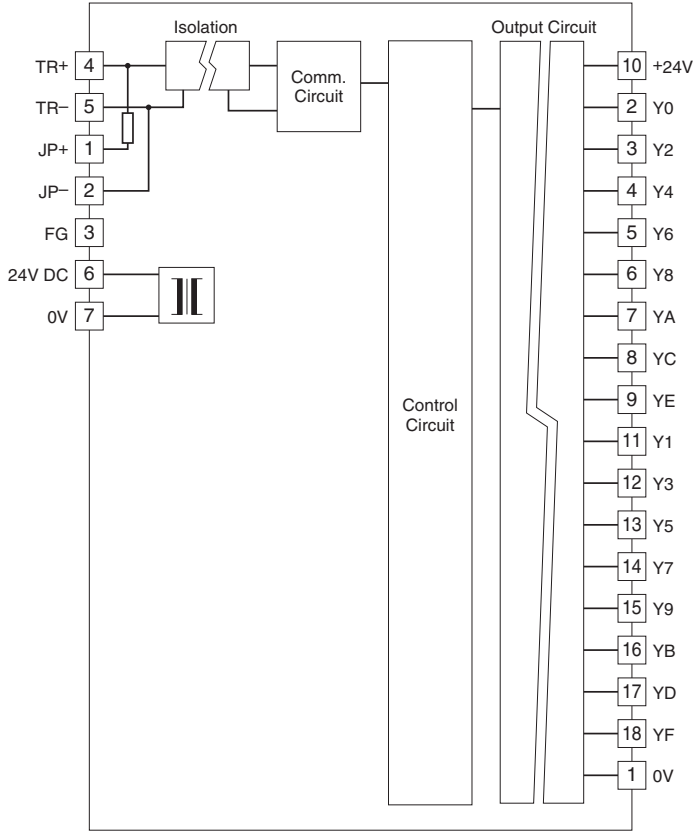 Isolation
Output Circuit
TR+ 4
TR− 5
JP+ 1
JP− 2
FG 3
24V DC 6
0V 7
Comm.
Circuit
Control
Circuit
10 +24V
2 Y0
3 Y2
4 Y4
5 Y6
6 Y8
7 YA
8 YC
9 YE
11 Y1
12 Y3
13 Y5
14 Y7
15 Y9
16 YB
17 YD
18 YF
1 0V